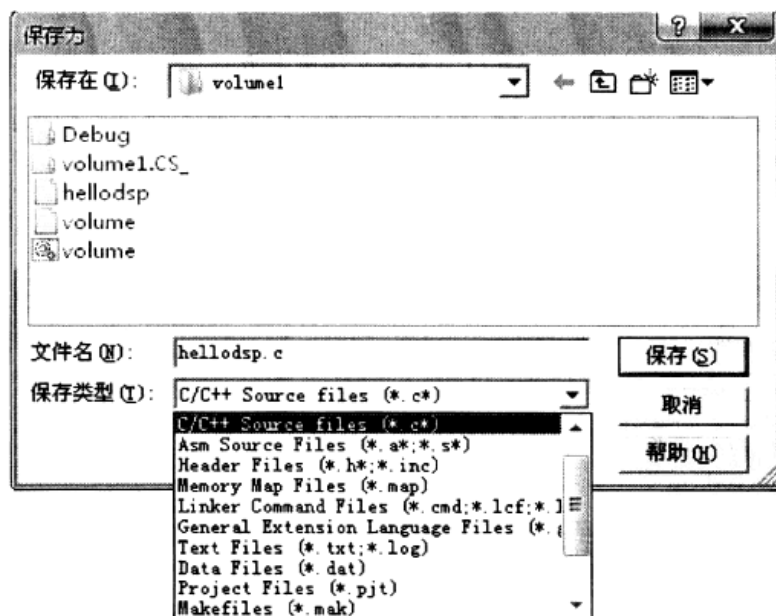 保存为
保存在(I):
volume1
Debug
volume1.CS_
hellodsp
volume
volume
文件名(N):
hellodsp.c
保存(S)
保存类型(T):
C/C++ Source files (*.c*)
取消
C/C++ Source files (*.c*)
Asm Source Files (*.a*;*.s*)
帮助(H)
Header Files (*.h*;*.inc)
Memory Map Files (*.map)
Linker Command Files (*.cmd;*.lcf;*.
General Extension Language Files (*.
Text Files (*.txt;*.log)
Data Files (*.dat)
Project Files (*.pjt)
Makefiles (*.mak)